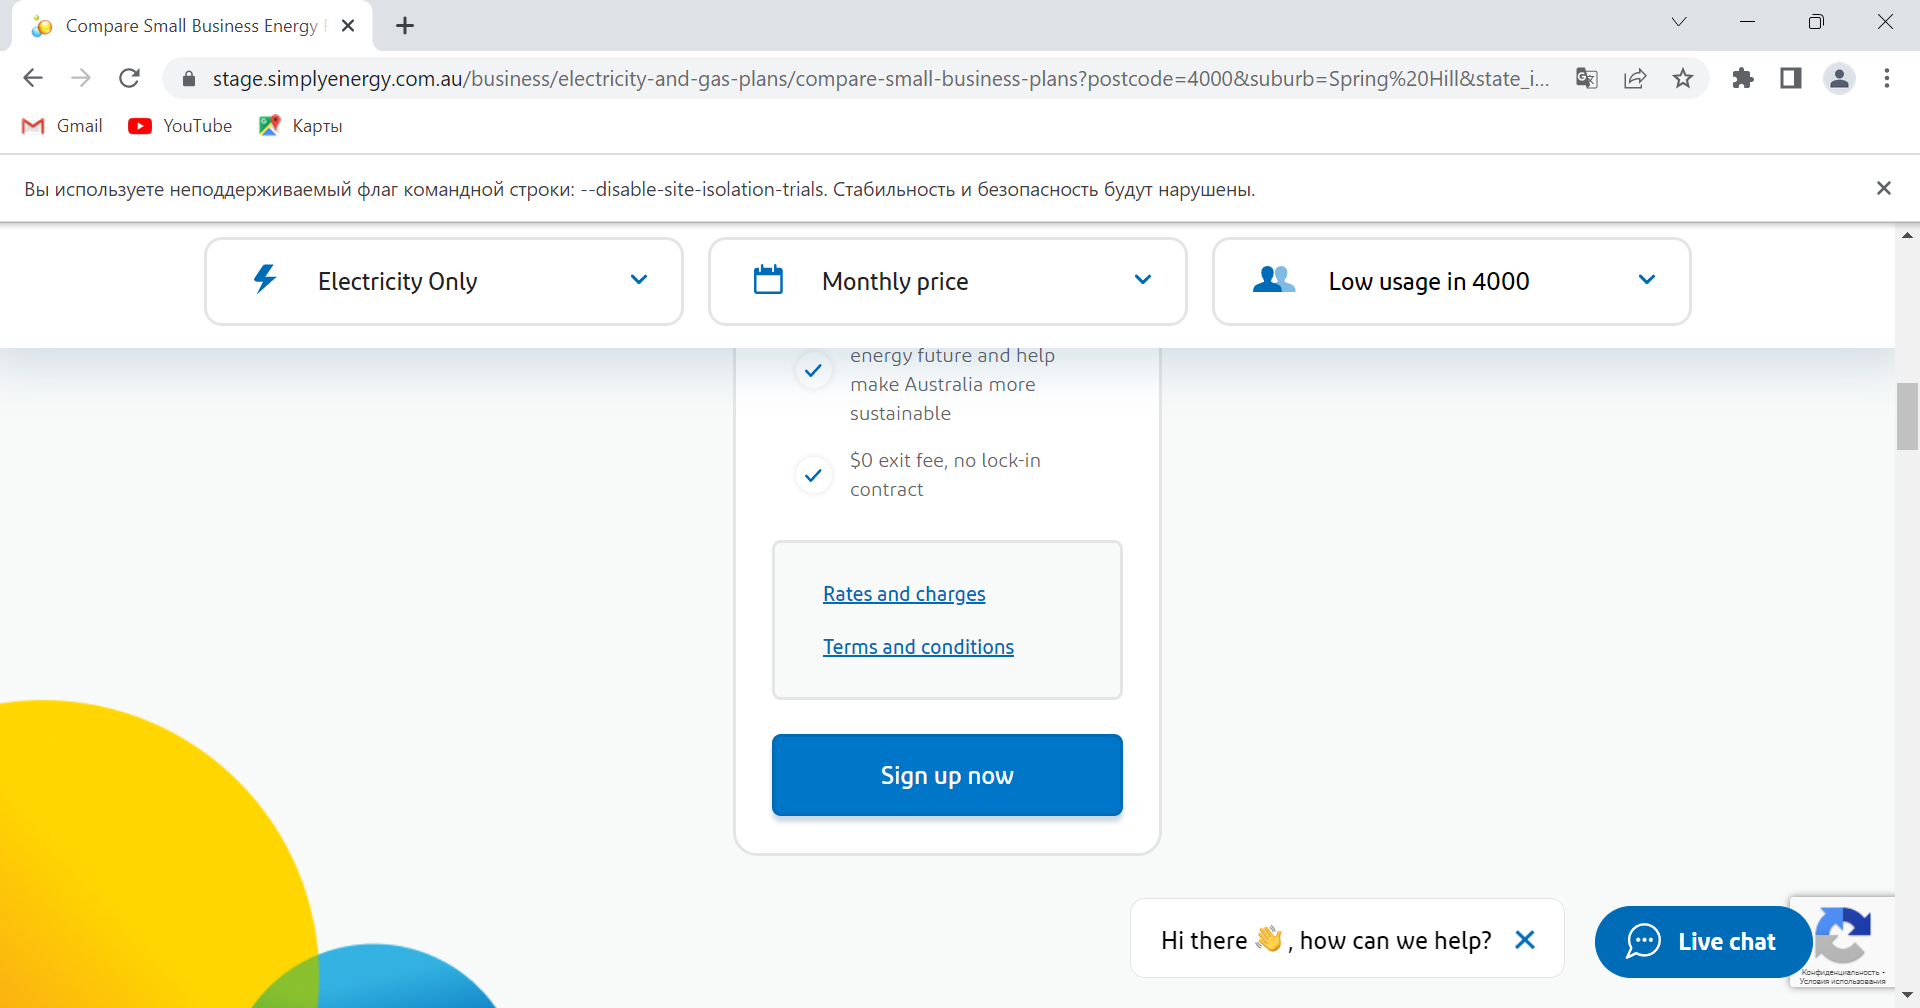 Compare Small Business Energy
stage.simplyenergy.com.au/business/electricity-and-gas-plans/compare-small-business-plans?postcode=4000&suburb=Spring%20Hill&state_i...
Gmail YouTube Карты
Вы используете неподдерживаемый флаг командной строки: --disable-site-isolation-trials. Стабильность и безопасность будут нарушены.
Electricity Only
Monthly price
Low usage in 4000
energy future and help
make Australia more
sustainable
$0 exit fee, no lock-in
contract
Rates and charges
Terms and conditions
Sign up now
Hi there 👋, how can we help?
Live chat
Конфиденциальность -
Условия использования